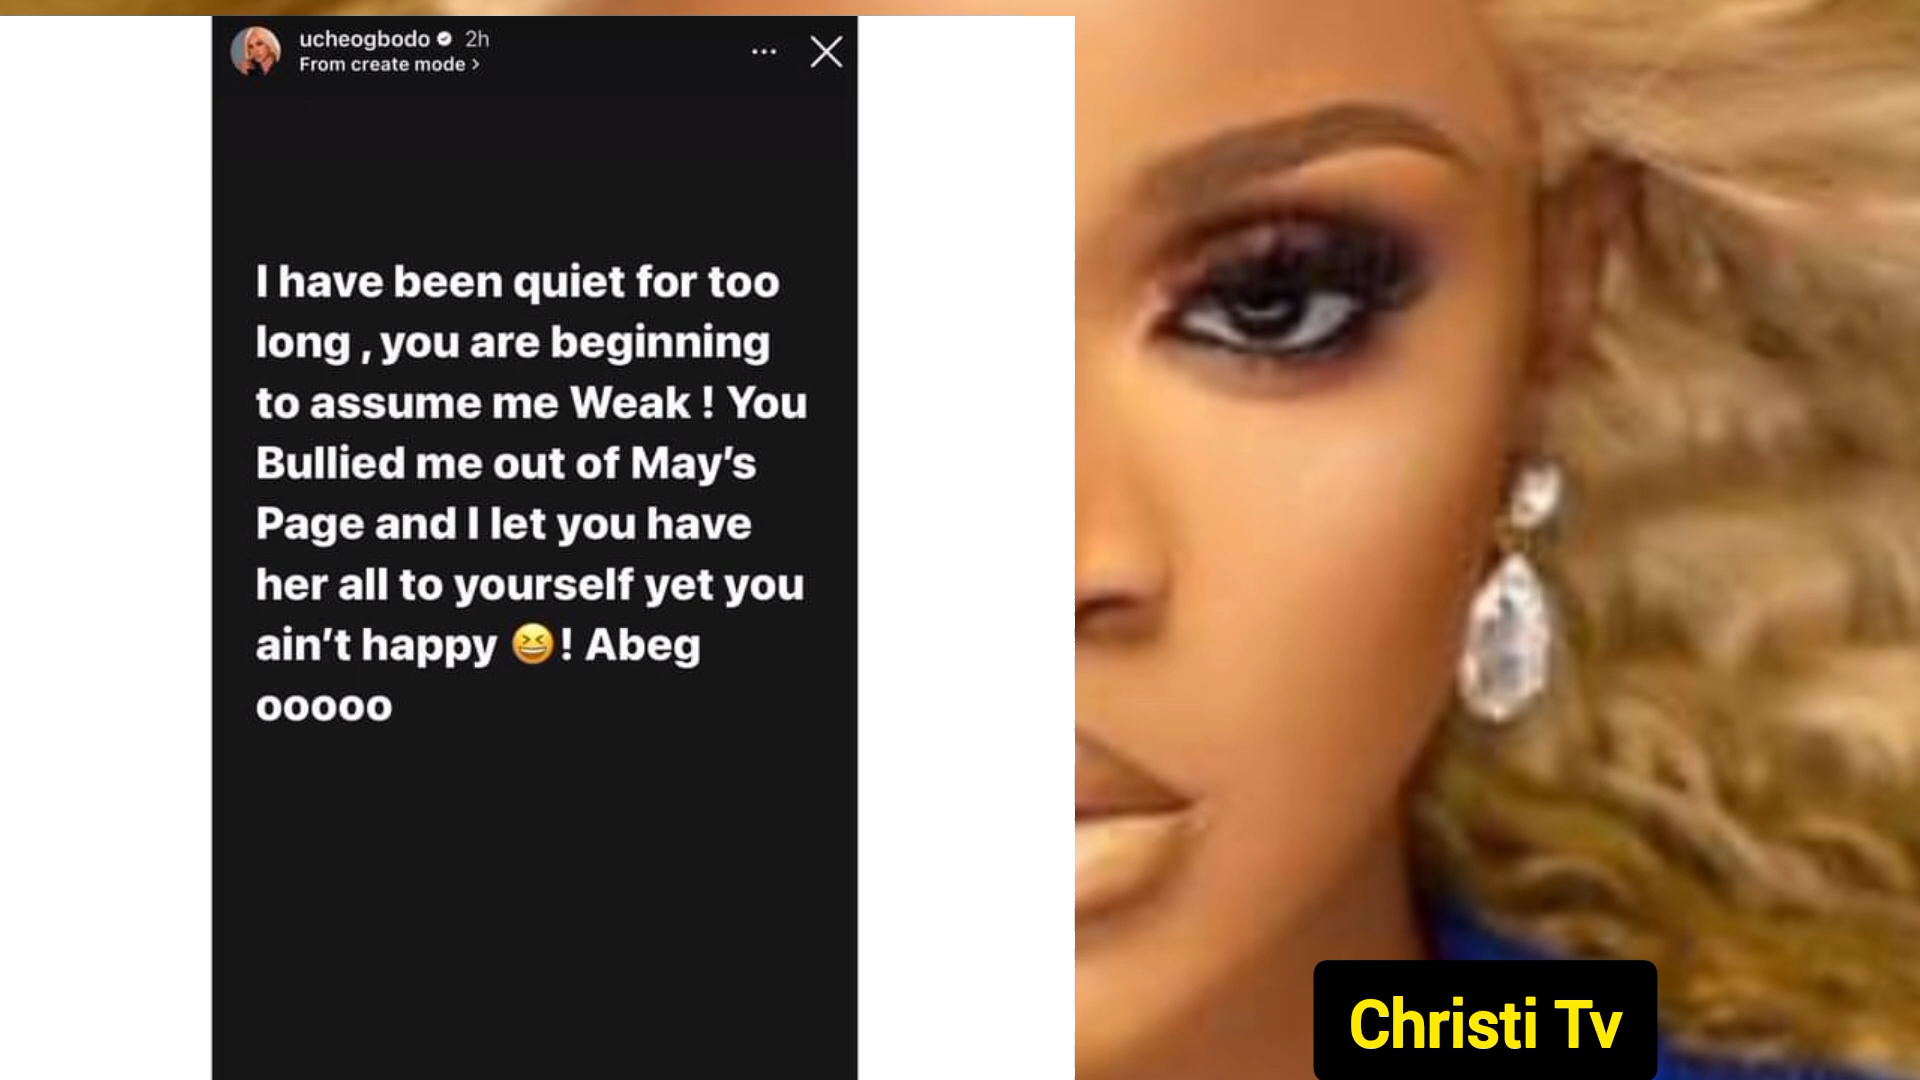 ucheogbodo 2h
From create mode >
I have been quiet for too
long , you are beginning
to assume me Weak ! You
Bullied me out of May's
Page and I let you have
her all to yourself yet you
ain't happy 😆! Abeg
ooooo
Christi Tv